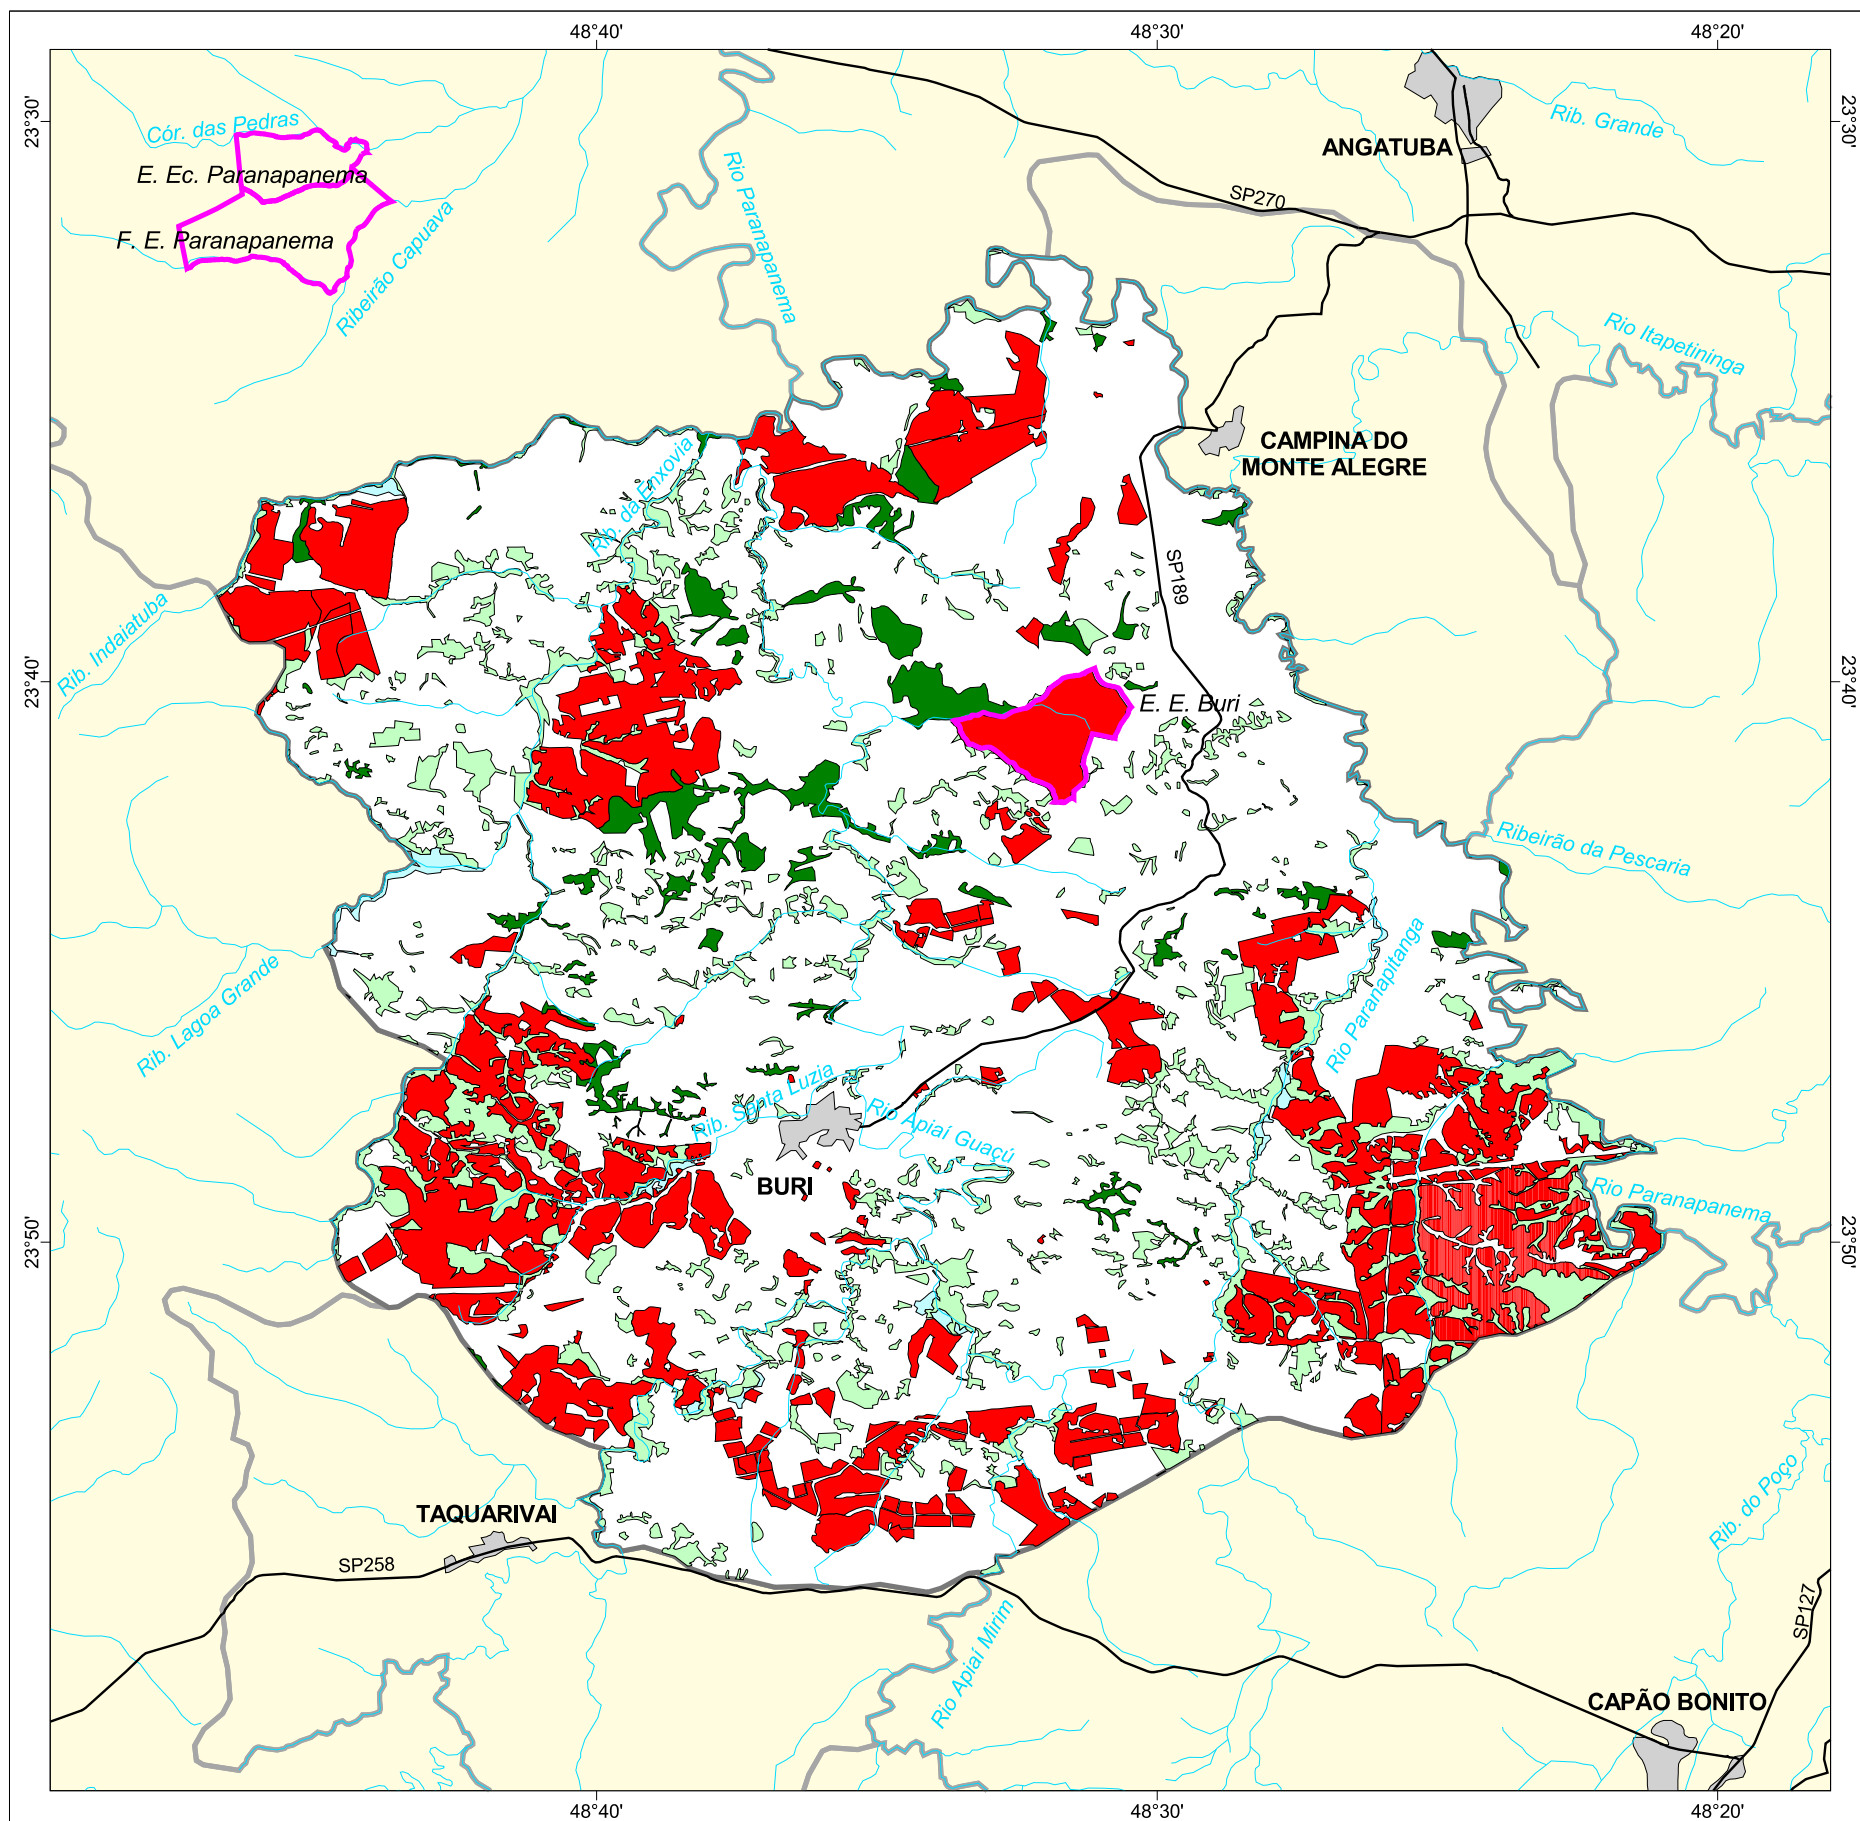 48°40'
48°30'
48°20'
23°30'
23°30'
Cór. das Pedras
E. Ec. Paranapanema
F. E. Paranapanema
Ribeirão Capuava
Rio Paranapanema
ANGATUBA
Rib. Grande
SP270
Rio Itapetininga
CAMPINA DO
MONTE ALEGRE
Rib. da Enxovia
SP189
Rib. Indaiatuba
23°40'
23°40'
E. E. Buri
Ribeirão da Pescaria
Rib. Lagoa Grande
Rio Paranapitanga
Rib. Santa Luzia
Rio Apiaí Guaçú
BURI
Rio Paranapanema
23°50'
23°50'
TAQUARIVAI
SP258
Rib. do Poço
SP127
Rio Apiaí Mirim
CAPÃO BONITO
48°40'
48°30'
48°20'